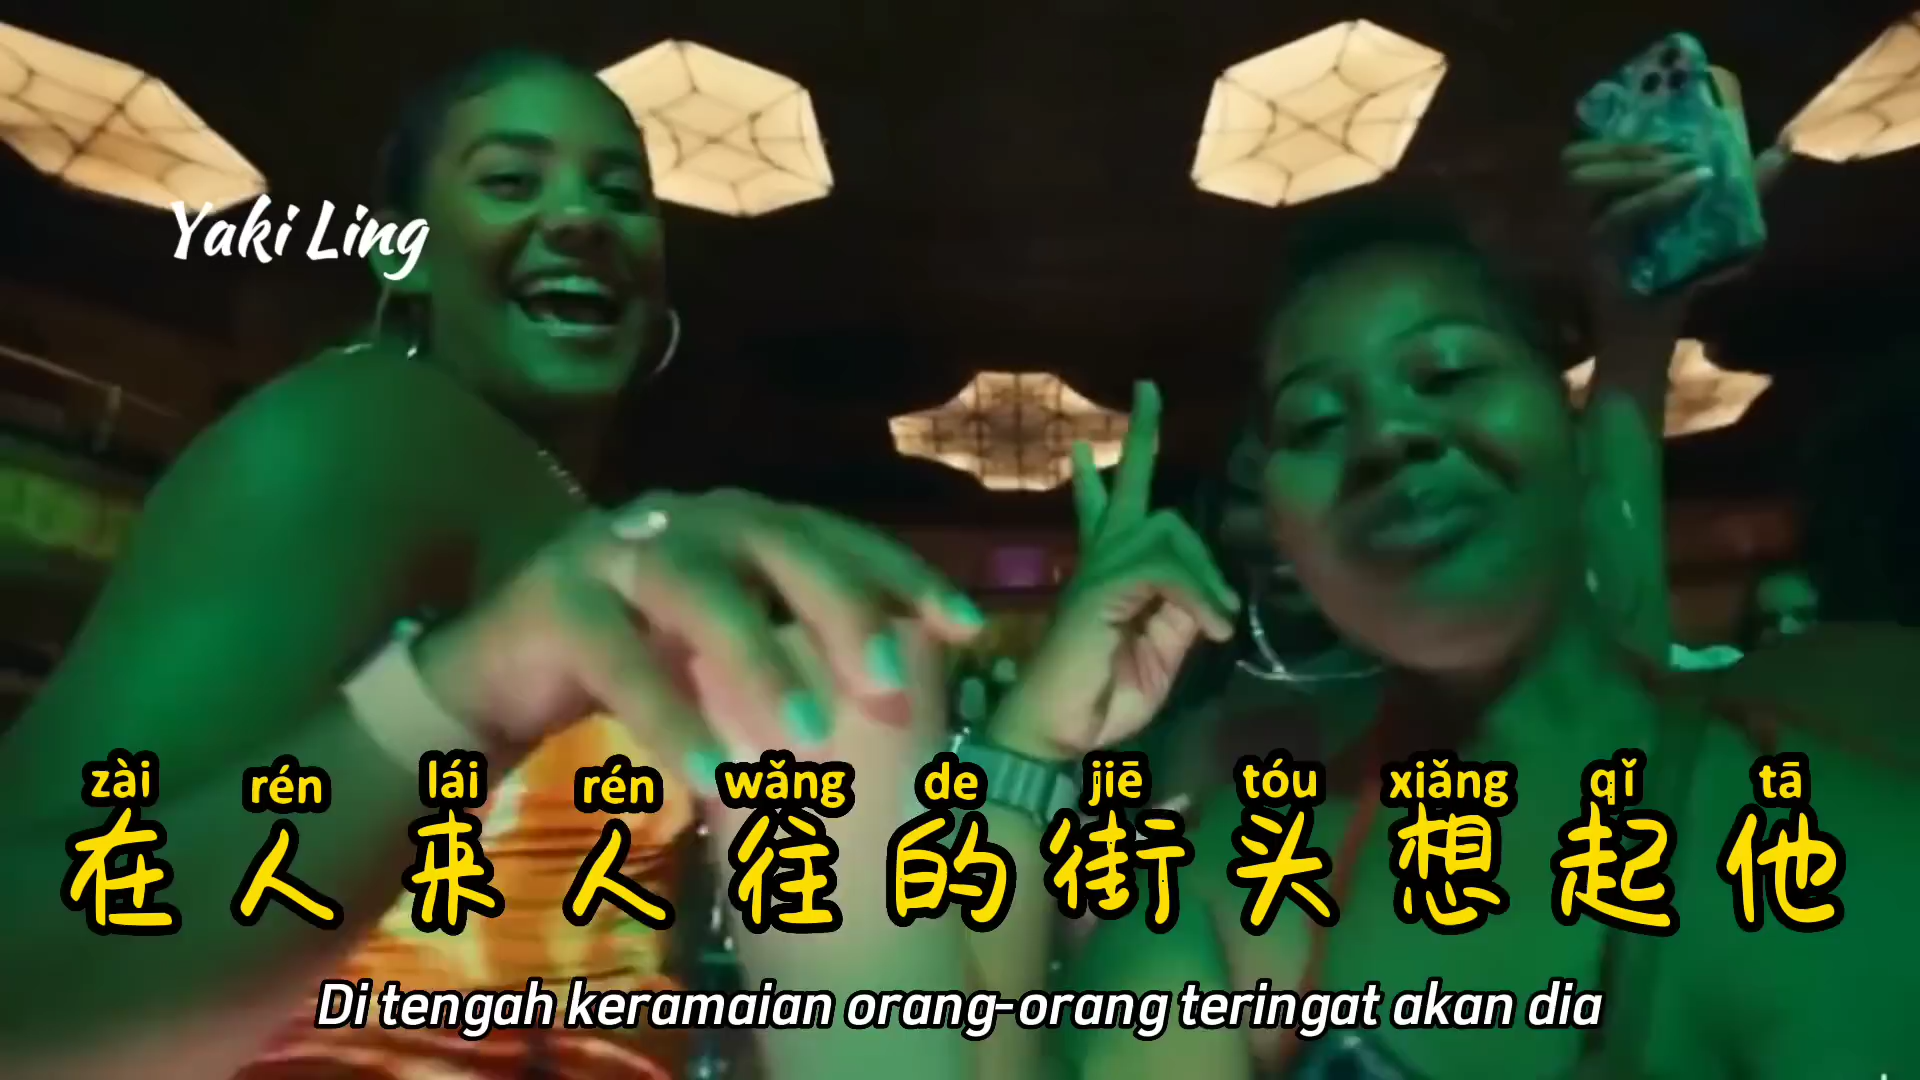 Yaki Ling
zài rén lái rén wǎng de jiē tóu xiǎng qǐ tā
在人来人往的街头想起他
Di tengah keramaian orang-orang teringat akan dia